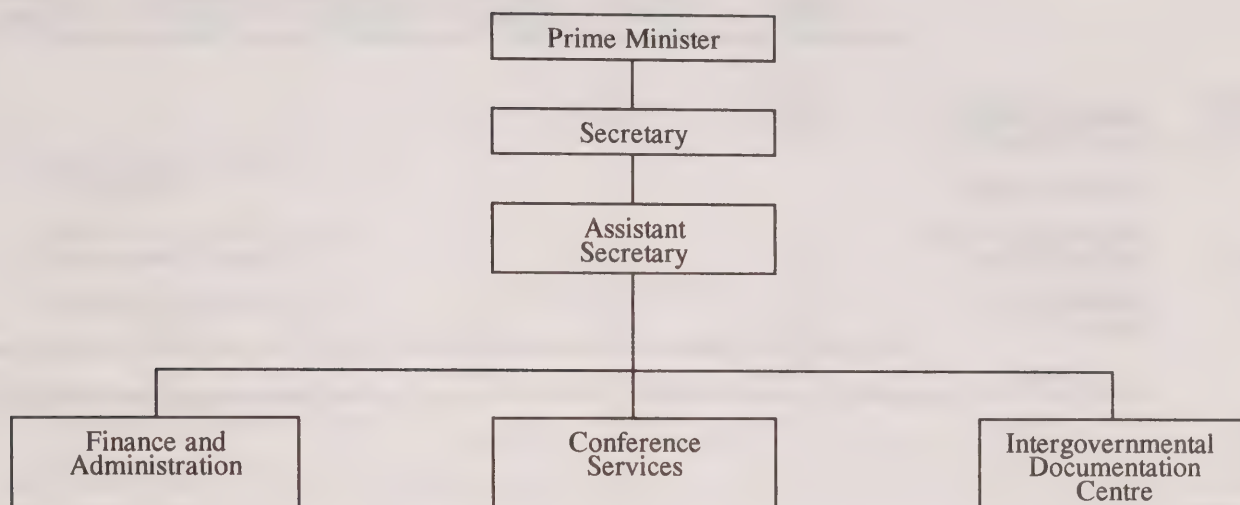 Prime Minister
Secretary
Assistant
Secretary
Finance and
Administration
Conference
Services
Intergovernmental
Documentation
Centre